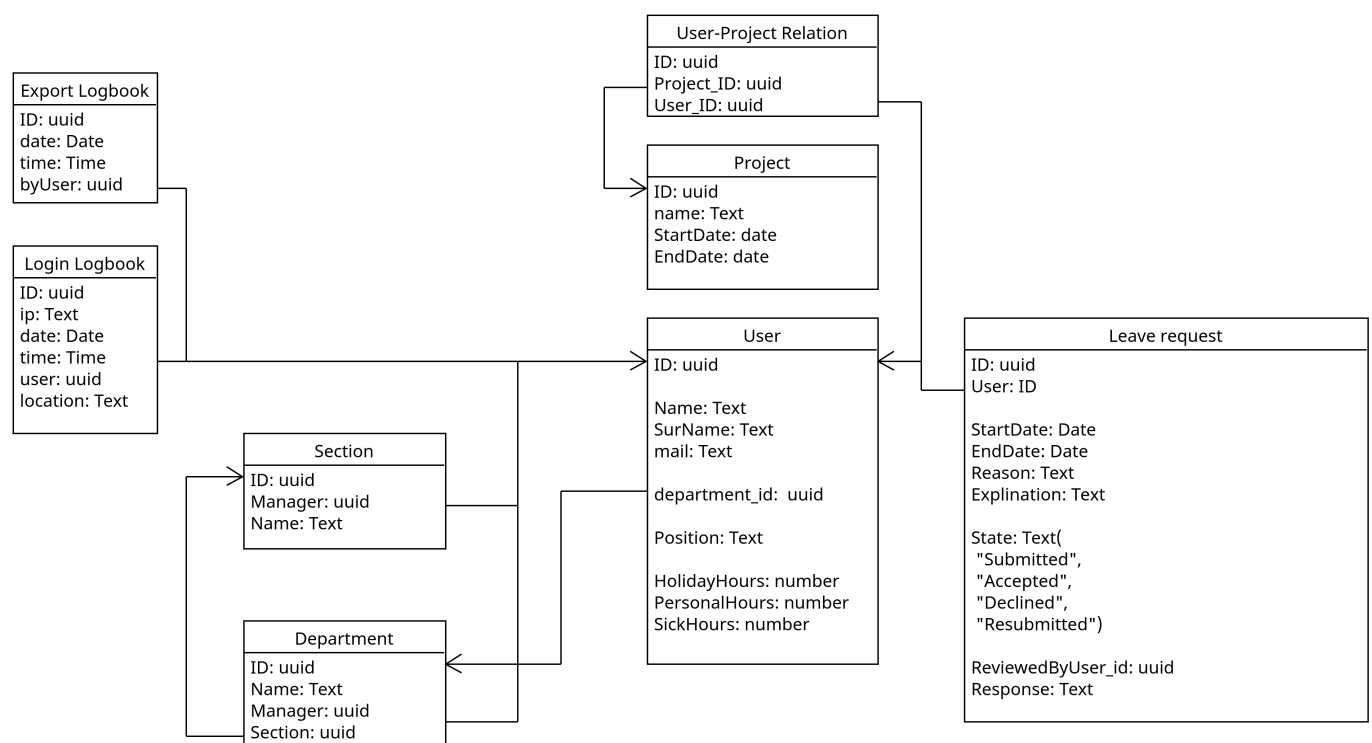 User-Project Relation
ID: uuid
Project_ID: uuid
User_ID: uuid
Export Logbook
ID: uuid
date: Date
time: Time
byUser: uuid
Project
ID: uuid
name: Text
StartDate: date
EndDate: date
Login Logbook
ID: uuid
ip: Text
date: Date
time: Time
user: uuid
location: Text
User
ID: uuid
Name: Text
SurName: Text
mail: Text
department_id:  uuid
Position: Text
HolidayHours: number
PersonalHours: number
SickHours: number
Leave request
ID: uuid
User: ID
StartDate: Date
EndDate: Date
Reason: Text
Explination: Text
State: Text(
"Submitted",
"Accepted",
"Declined",
"Resubmitted")
ReviewedByUser_id: uuid
Response: Text
Section
ID: uuid
Manager: uuid
Name: Text
Department
ID: uuid
Name: Text
Manager: uuid
Section: uuid